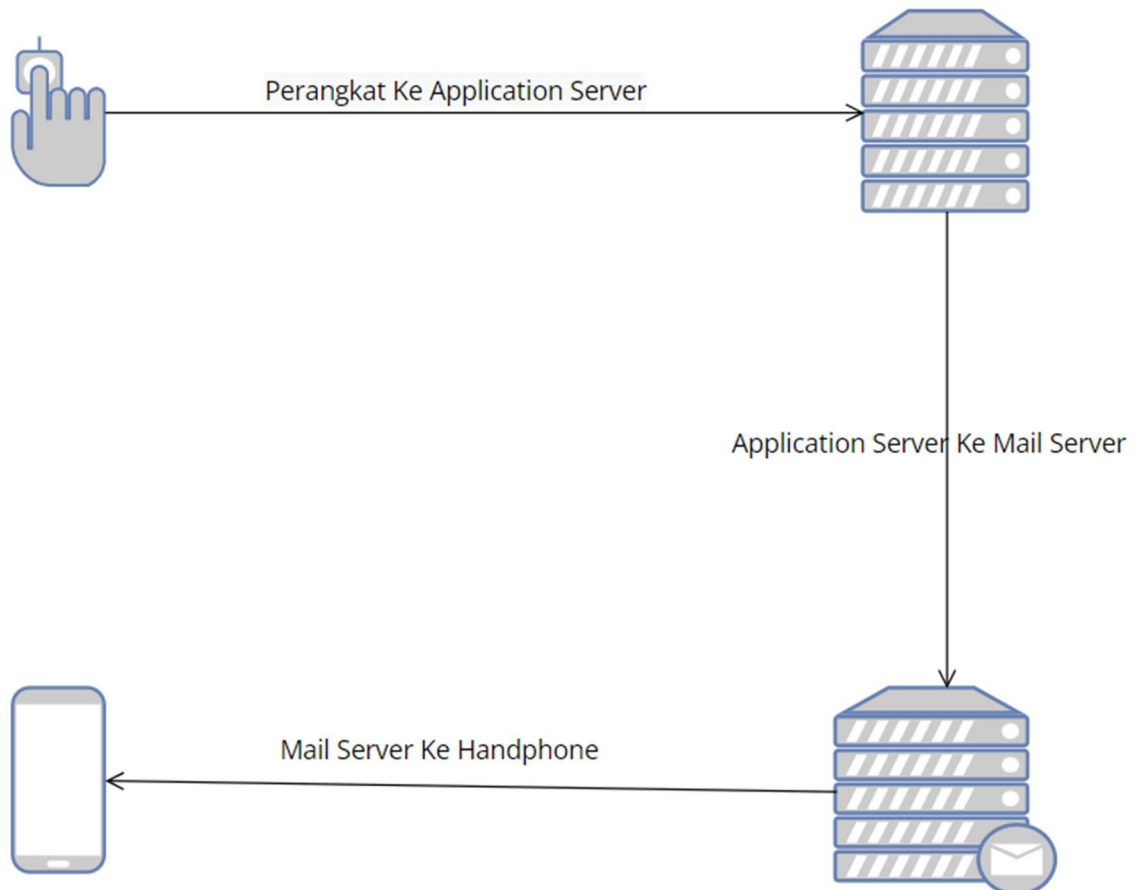 Perangkat Ke Application Server
Application Server Ke Mail Server
Mail Server Ke Handphone